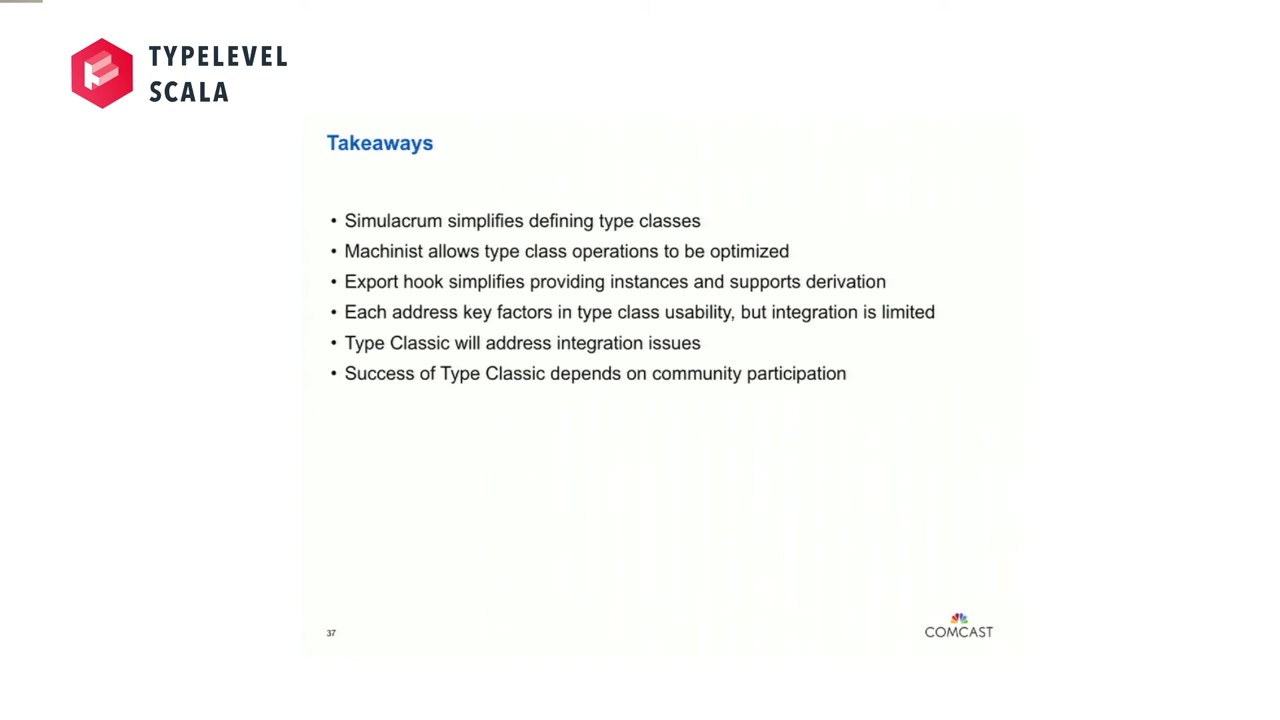 TYPELEVEL
SCALA
Takeaways
• Simulacrum simplifies defining type classes
• Machinist allows type class operations to be optimized
• Export hook simplifies providing instances and supports derivation
• Each address key factors in type class usability, but integration is limited
• Type Classic will address integration issues
• Success of Type Classic depends on community participation
37
COMCAST